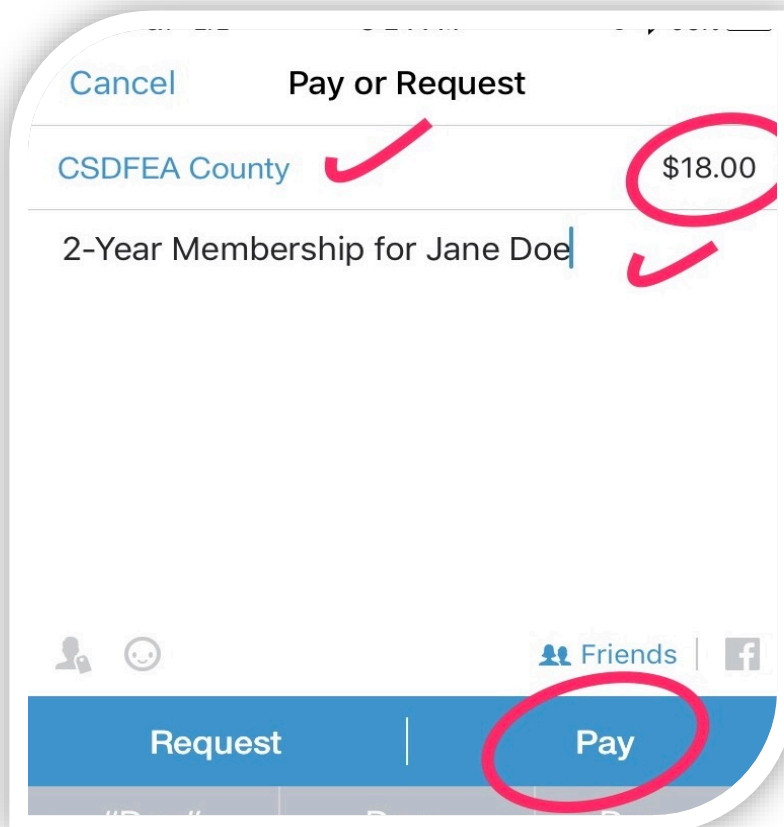 Cancel Pay or Request
CSDFEA County $18.00
2-Year Membership for Jane Doe
Friends
Request Pay